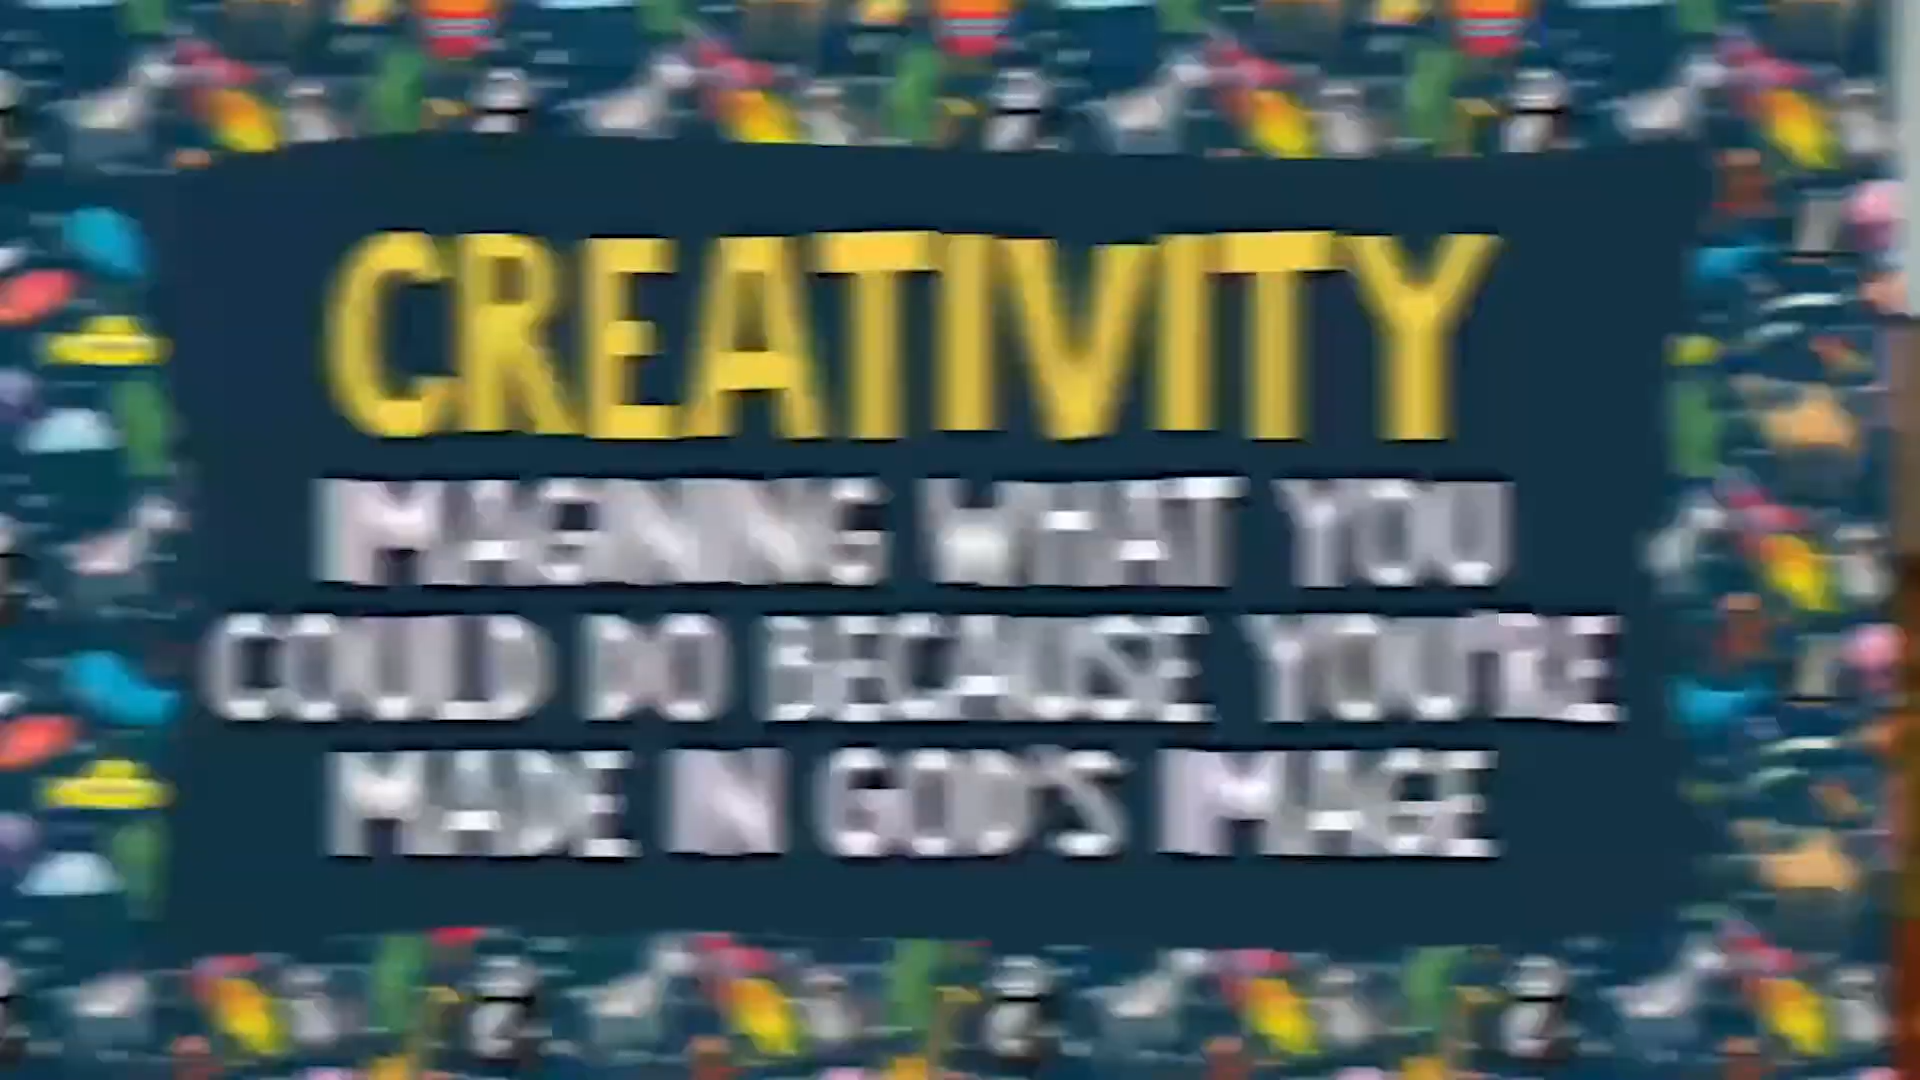 CREATIVITY
IMAGINING WHAT YOU
COULD DO BECAUSE YOU'RE
MADE IN GOD'S IMAGE